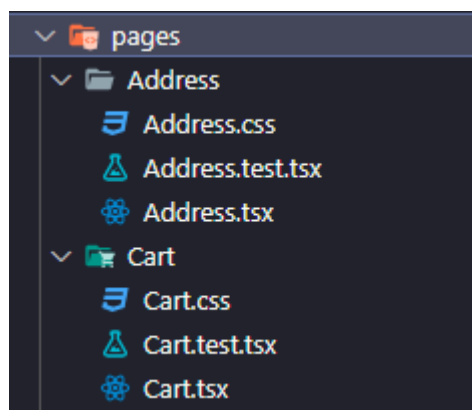 pages
Address
Address.css
Address.test.tsx
Address.tsx
Cart
Cart.css
Cart.test.tsx
Cart.tsx